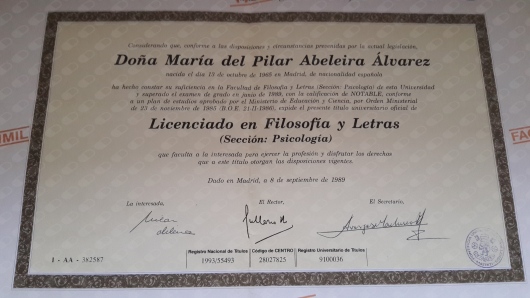 Considerando que, conforme a las disposiciones y circunstancias prevenidas por la actual legislación,
Doña María del Pilar Abeleira Álvarez
nacida el día 13 de octubre de 1965 en Madrid, de nacionalidad española
ha hecho constar su suficiencia en la Facultad de Filosofía y Letras (Sección: Psicología) de esta Universidad
y superado el examen de grado en junio de 1989, con la calificación de NOTABLE, conforme
a un plan de estudios aprobado por el Ministerio de Educación y Ciencia, por Orden Ministerial
de 23 de noviembre de 1985 (B.O.E. 21-II-1986), expide el presente título universitario oficial de
Licenciado en Filosofía y Letras
(Sección: Psicología)
que faculta a la interesada para ejercer la profesión y disfrutar los derechos
que a este título otorgan las disposiciones vigentes.
Dado en Madrid, a 8 de septiembre de 1989
La interesada, El Rector, El Secretario,
Registro Nacional de Títulos Código de CENTRO Registro Universitario de Títulos
1 - AA - 382587 1993/55493 28027825 9100036